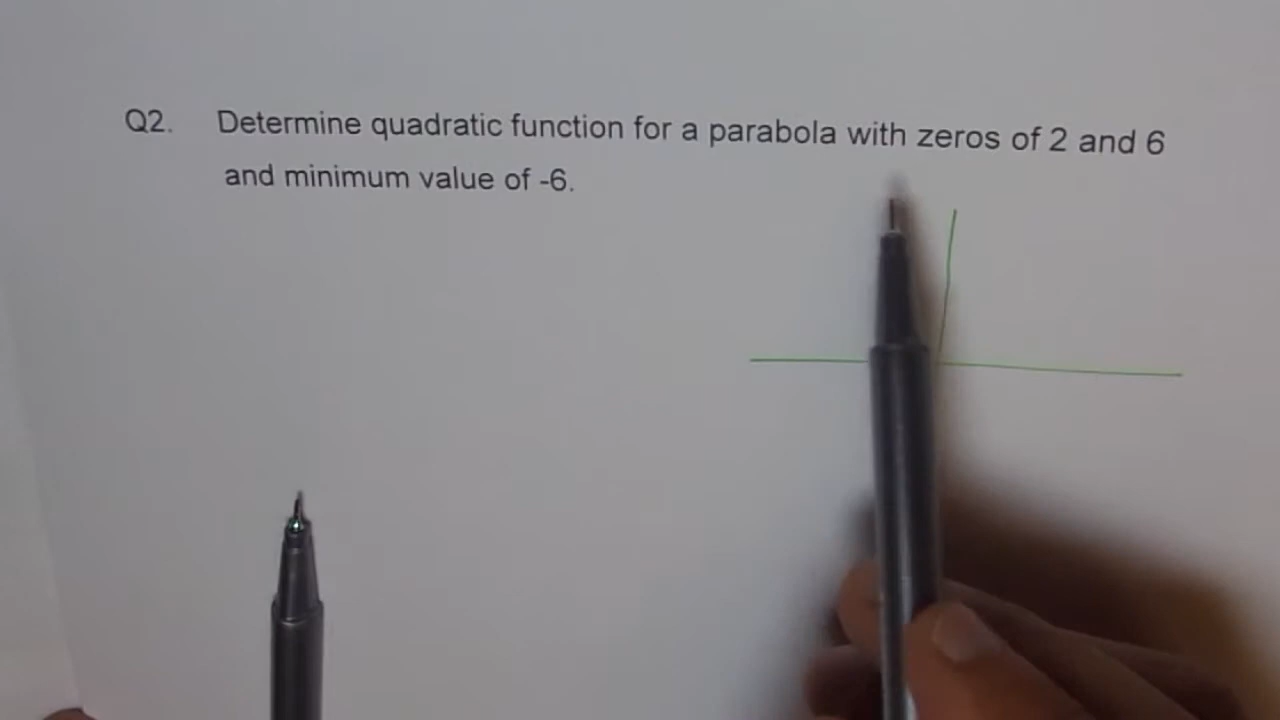 Q2. Determine quadratic function for a parabola with zeros of 2 and 6
and minimum value of -6.